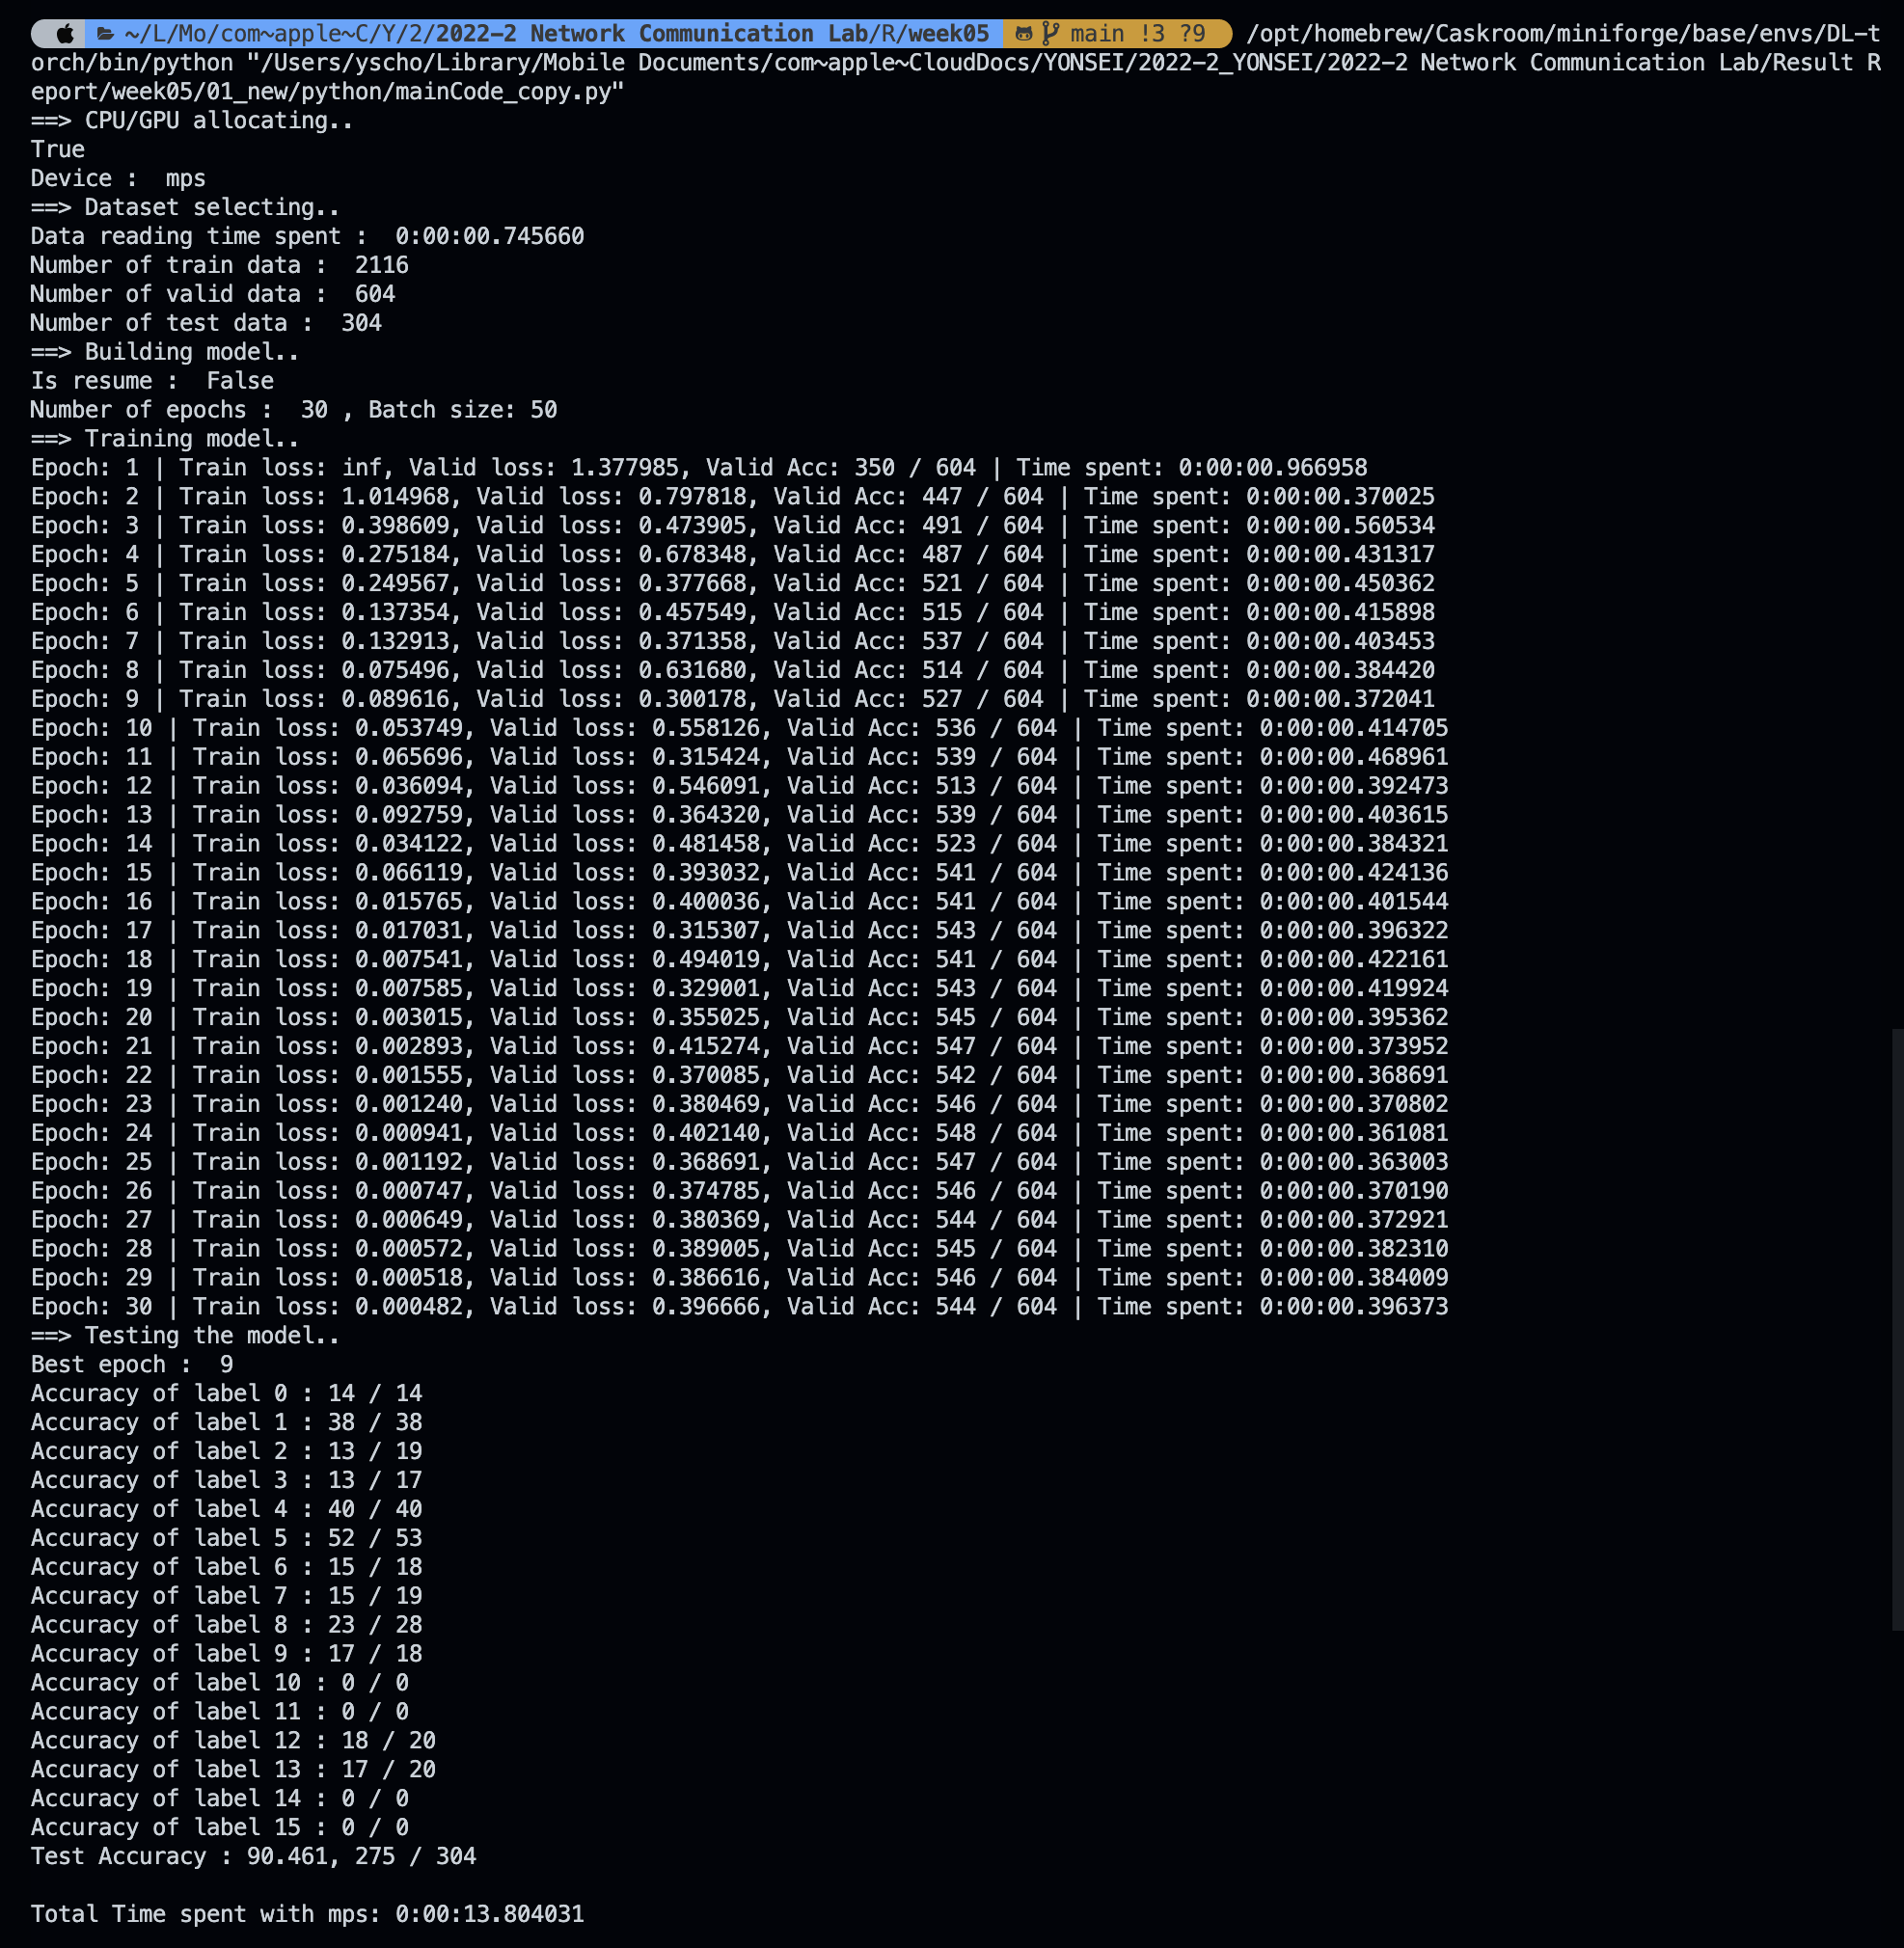 ~/L/Mo/com~apple~C/Y/2/2022-2 Network Communication Lab/R/week05 main !3 ?9 /opt/homebrew/Caskroom/miniforge/base/envs/DL-t
orch/bin/python "/Users/yscho/Library/Mobile Documents/com~apple~CloudDocs/YONSEI/2022-2_YONSEI/2022-2 Network Communication Lab/Result R
eport/week05/01_new/python/mainCode_copy.py"
==> CPU/GPU allocating..
True
Device :  mps
==> Dataset selecting..
Data reading time spent :  0:00:00.745660
Number of train data :  2116
Number of valid data :  604
Number of test data :  304
==> Building model..
Is resume :  False
Number of epochs :  30 , Batch size: 50
==> Training model..
Epoch: 1 | Train loss: inf, Valid loss: 1.377985, Valid Acc: 350 / 604 | Time spent: 0:00:00.966958
Epoch: 2 | Train loss: 1.014968, Valid loss: 0.797818, Valid Acc: 447 / 604 | Time spent: 0:00:00.370025
Epoch: 3 | Train loss: 0.398609, Valid loss: 0.473905, Valid Acc: 491 / 604 | Time spent: 0:00:00.560534
Epoch: 4 | Train loss: 0.275184, Valid loss: 0.678348, Valid Acc: 487 / 604 | Time spent: 0:00:00.431317
Epoch: 5 | Train loss: 0.249567, Valid loss: 0.377668, Valid Acc: 521 / 604 | Time spent: 0:00:00.450362
Epoch: 6 | Train loss: 0.137354, Valid loss: 0.457549, Valid Acc: 515 / 604 | Time spent: 0:00:00.415898
Epoch: 7 | Train loss: 0.132913, Valid loss: 0.371358, Valid Acc: 537 / 604 | Time spent: 0:00:00.403453
Epoch: 8 | Train loss: 0.075496, Valid loss: 0.631680, Valid Acc: 514 / 604 | Time spent: 0:00:00.384420
Epoch: 9 | Train loss: 0.089616, Valid loss: 0.300178, Valid Acc: 527 / 604 | Time spent: 0:00:00.372041
Epoch: 10 | Train loss: 0.053749, Valid loss: 0.558126, Valid Acc: 536 / 604 | Time spent: 0:00:00.414705
Epoch: 11 | Train loss: 0.065696, Valid loss: 0.315424, Valid Acc: 539 / 604 | Time spent: 0:00:00.468961
Epoch: 12 | Train loss: 0.036094, Valid loss: 0.546091, Valid Acc: 513 / 604 | Time spent: 0:00:00.392473
Epoch: 13 | Train loss: 0.092759, Valid loss: 0.364320, Valid Acc: 539 / 604 | Time spent: 0:00:00.403615
Epoch: 14 | Train loss: 0.034122, Valid loss: 0.481458, Valid Acc: 523 / 604 | Time spent: 0:00:00.384321
Epoch: 15 | Train loss: 0.066119, Valid loss: 0.393032, Valid Acc: 541 / 604 | Time spent: 0:00:00.424136
Epoch: 16 | Train loss: 0.015765, Valid loss: 0.400036, Valid Acc: 541 / 604 | Time spent: 0:00:00.401544
Epoch: 17 | Train loss: 0.017031, Valid loss: 0.315307, Valid Acc: 543 / 604 | Time spent: 0:00:00.396322
Epoch: 18 | Train loss: 0.007541, Valid loss: 0.494019, Valid Acc: 541 / 604 | Time spent: 0:00:00.422161
Epoch: 19 | Train loss: 0.007585, Valid loss: 0.329001, Valid Acc: 543 / 604 | Time spent: 0:00:00.419924
Epoch: 20 | Train loss: 0.003015, Valid loss: 0.355025, Valid Acc: 545 / 604 | Time spent: 0:00:00.395362
Epoch: 21 | Train loss: 0.002893, Valid loss: 0.415274, Valid Acc: 547 / 604 | Time spent: 0:00:00.373952
Epoch: 22 | Train loss: 0.001555, Valid loss: 0.370085, Valid Acc: 542 / 604 | Time spent: 0:00:00.368691
Epoch: 23 | Train loss: 0.001240, Valid loss: 0.380469, Valid Acc: 546 / 604 | Time spent: 0:00:00.370802
Epoch: 24 | Train loss: 0.000941, Valid loss: 0.402140, Valid Acc: 548 / 604 | Time spent: 0:00:00.361081
Epoch: 25 | Train loss: 0.001192, Valid loss: 0.368691, Valid Acc: 547 / 604 | Time spent: 0:00:00.363003
Epoch: 26 | Train loss: 0.000747, Valid loss: 0.374785, Valid Acc: 546 / 604 | Time spent: 0:00:00.370190
Epoch: 27 | Train loss: 0.000649, Valid loss: 0.380369, Valid Acc: 544 / 604 | Time spent: 0:00:00.372921
Epoch: 28 | Train loss: 0.000572, Valid loss: 0.389005, Valid Acc: 545 / 604 | Time spent: 0:00:00.382310
Epoch: 29 | Train loss: 0.000518, Valid loss: 0.386616, Valid Acc: 546 / 604 | Time spent: 0:00:00.384009
Epoch: 30 | Train loss: 0.000482, Valid loss: 0.396666, Valid Acc: 544 / 604 | Time spent: 0:00:00.396373
==> Testing the model..
Best epoch :  9
Accuracy of label 0 : 14 / 14
Accuracy of label 1 : 38 / 38
Accuracy of label 2 : 13 / 19
Accuracy of label 3 : 13 / 17
Accuracy of label 4 : 40 / 40
Accuracy of label 5 : 52 / 53
Accuracy of label 6 : 15 / 18
Accuracy of label 7 : 15 / 19
Accuracy of label 8 : 23 / 28
Accuracy of label 9 : 17 / 18
Accuracy of label 10 : 0 / 0
Accuracy of label 11 : 0 / 0
Accuracy of label 12 : 18 / 20
Accuracy of label 13 : 17 / 20
Accuracy of label 14 : 0 / 0
Accuracy of label 15 : 0 / 0
Test Accuracy : 90.461, 275 / 304
Total Time spent with mps: 0:00:13.804031